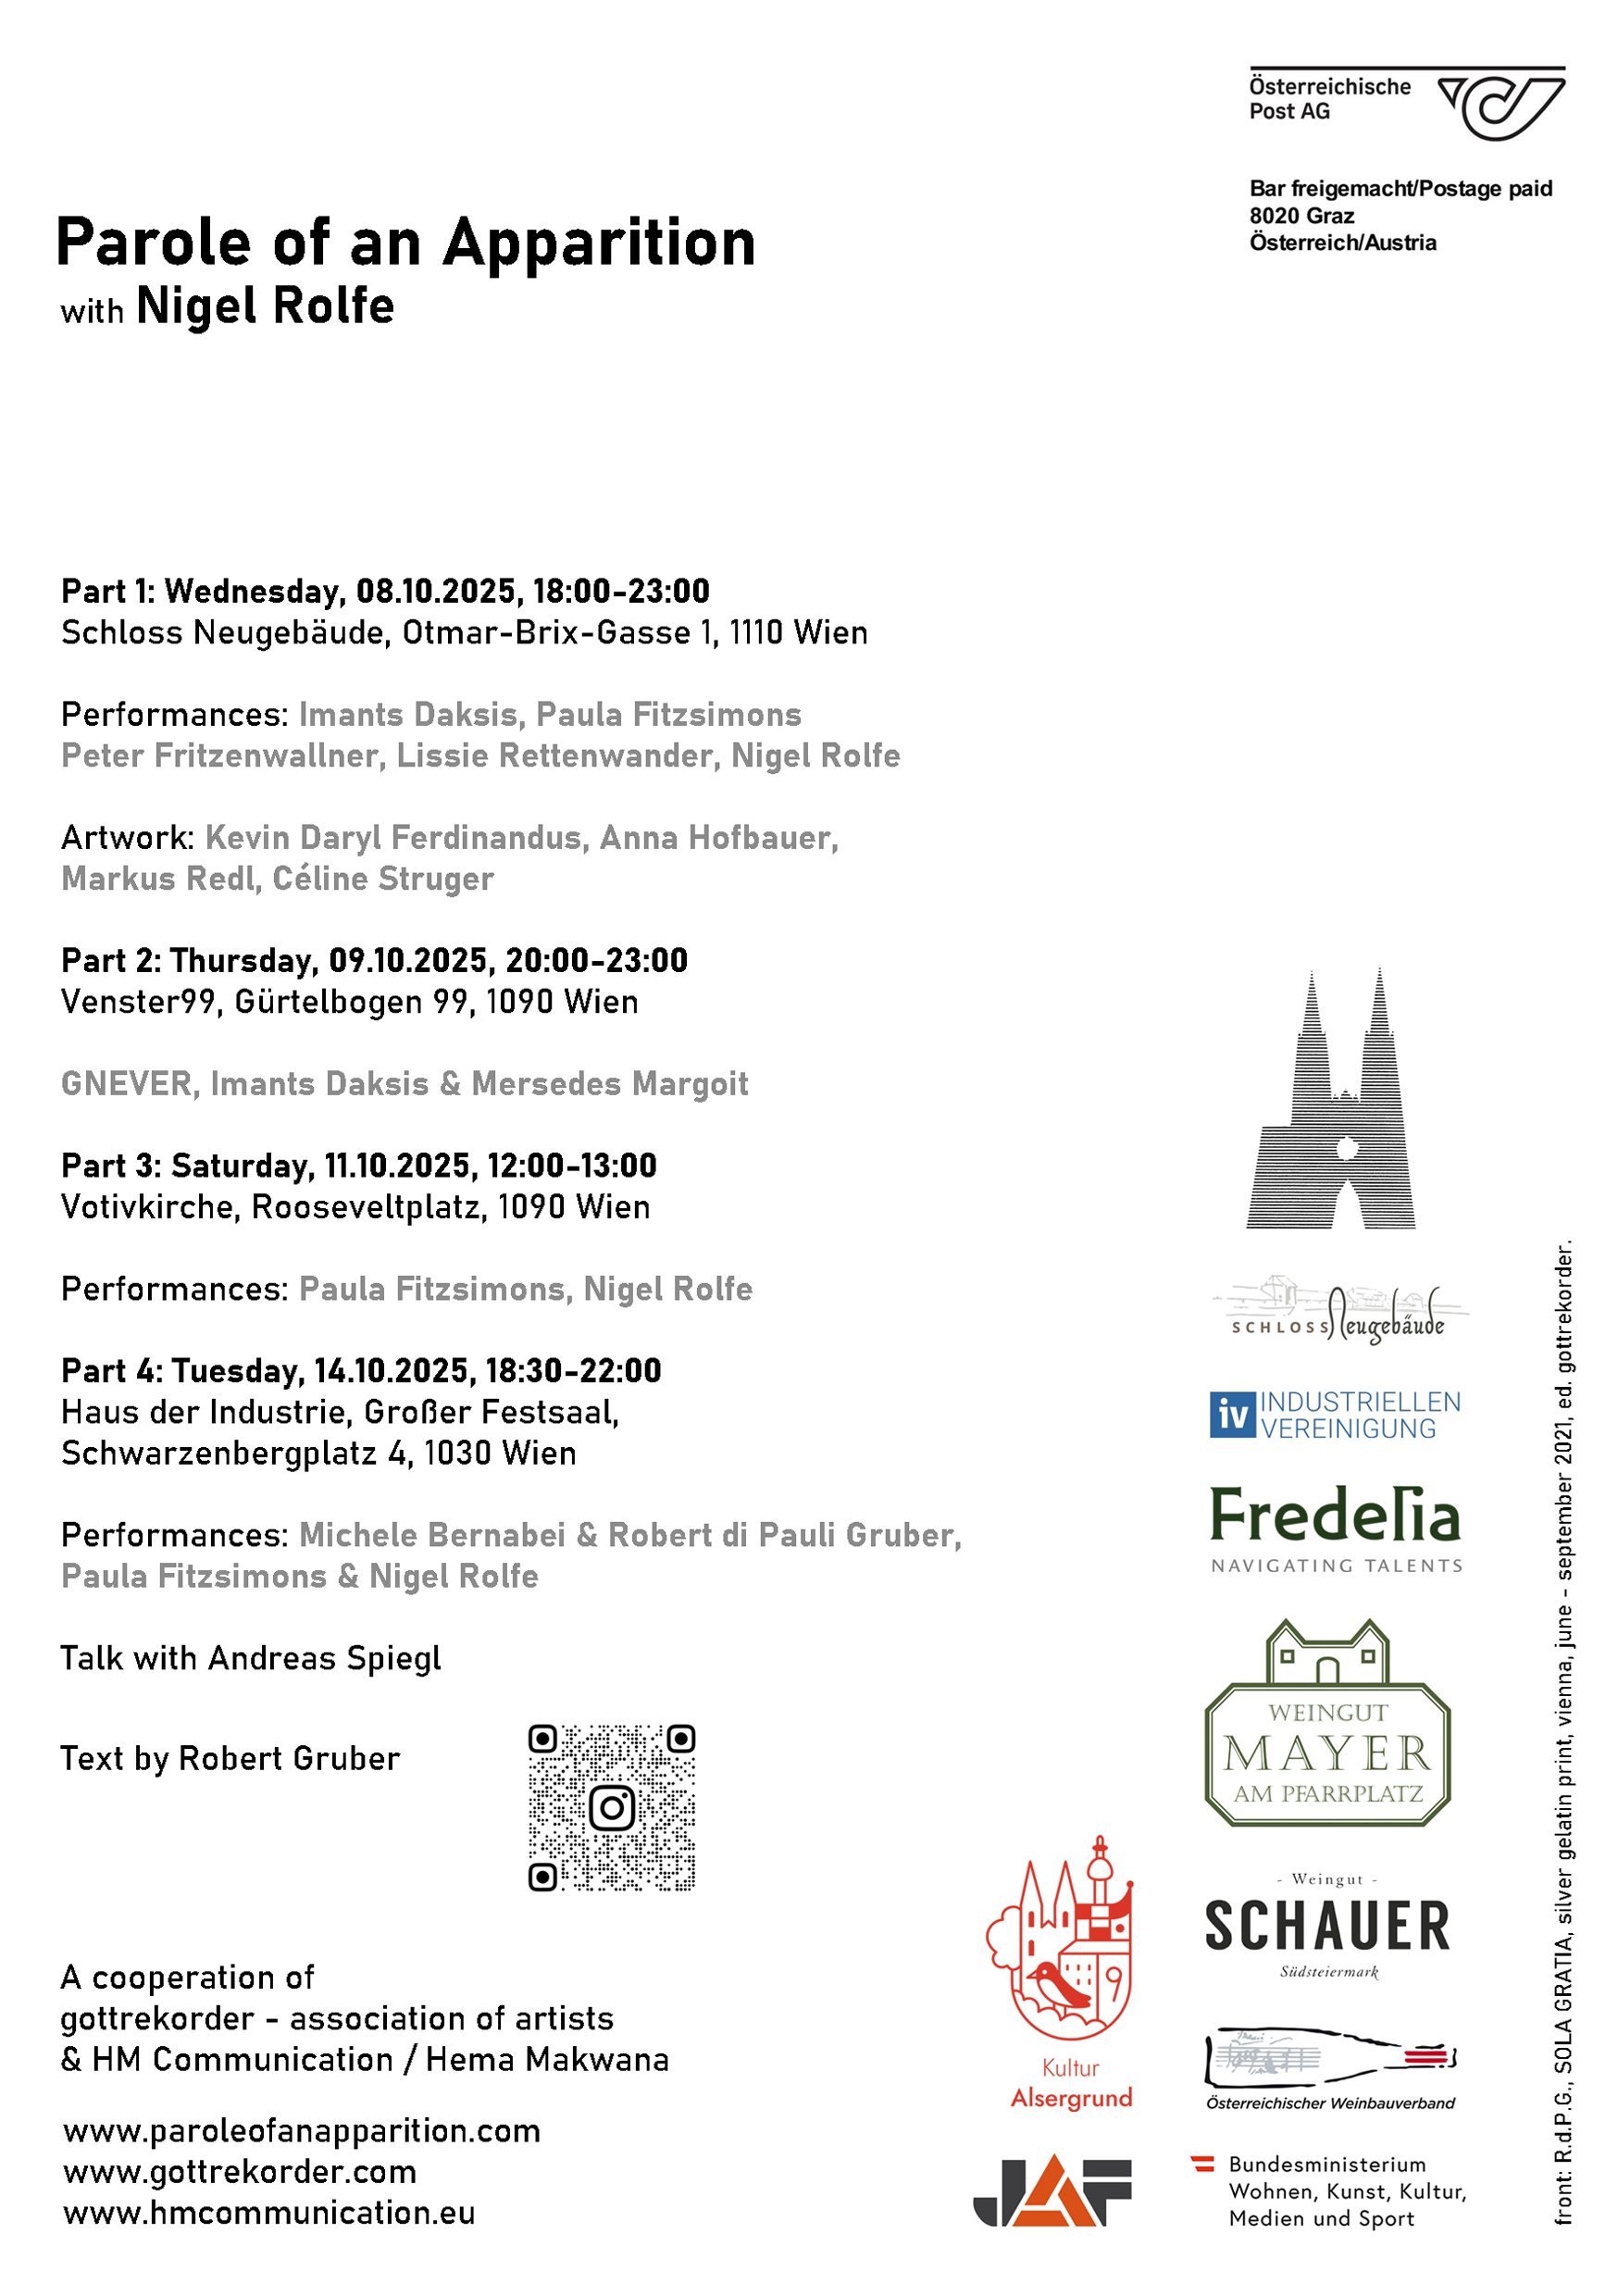 Österreichische
Post AG
Bar freigemacht/Postage paid
8020 Graz
Österreich/Austria
Parole of an Apparition
with Nigel Rolfe
Part 1: Wednesday, 08.10.2025, 18:00-23:00
Schloss Neugebäude, Otmar-Brix-Gasse 1, 1110 Wien
Performances: Imants Daksis, Paula Fitzsimons
Peter Fritzenwallner, Lissie Rettenwander, Nigel Rolfe
Artwork: Kevin Daryl Ferdinandus, Anna Hofbauer,
Markus Redl, Céline Struger
Part 2: Thursday, 09.10.2025, 20:00-23:00
Venster99, Gürtelbogen 99, 1090 Wien
GNEVER, Imants Daksis & Mersedes Margoit
Part 3: Saturday, 11.10.2025, 12:00-13:00
Votivkirche, Rooseveltplatz, 1090 Wien
Performances: Paula Fitzsimons, Nigel Rolfe
Part 4: Tuesday, 14.10.2025, 18:30-22:00
Haus der Industrie, Großer Festsaal,
Schwarzenbergplatz 4, 1030 Wien
Performances: Michele Bernabei & Robert di Pauli Gruber,
Paula Fitzsimons & Nigel Rolfe
Talk with Andreas Spiegl
Text by Robert Gruber
A cooperation of
gottrekorder - association of artists
& HM Communication / Hema Makwana
www.paroleofanapparition.com
www.gottrekorder.com
www.hmcommunication.eu
SCHLOSS Neugebäude
iv INDUSTRIELLEN
VEREINIGUNG
Fredelia
NAVIGATING TALENTS
WEINGUT
MAYER
AM PFARRPLATZ
- Weingut -
SCHAUER
Südsteiermark
9
Kultur
Alsergrund
Österreichischer Weinbauverband
JAF
Bundesministerium
Wohnen, Kunst, Kultur,
Medien und Sport
front: R.d.P.G., SOLA GRATIA, silver gelatin print, vienna, june - september 2021, ed. gottrekorder.